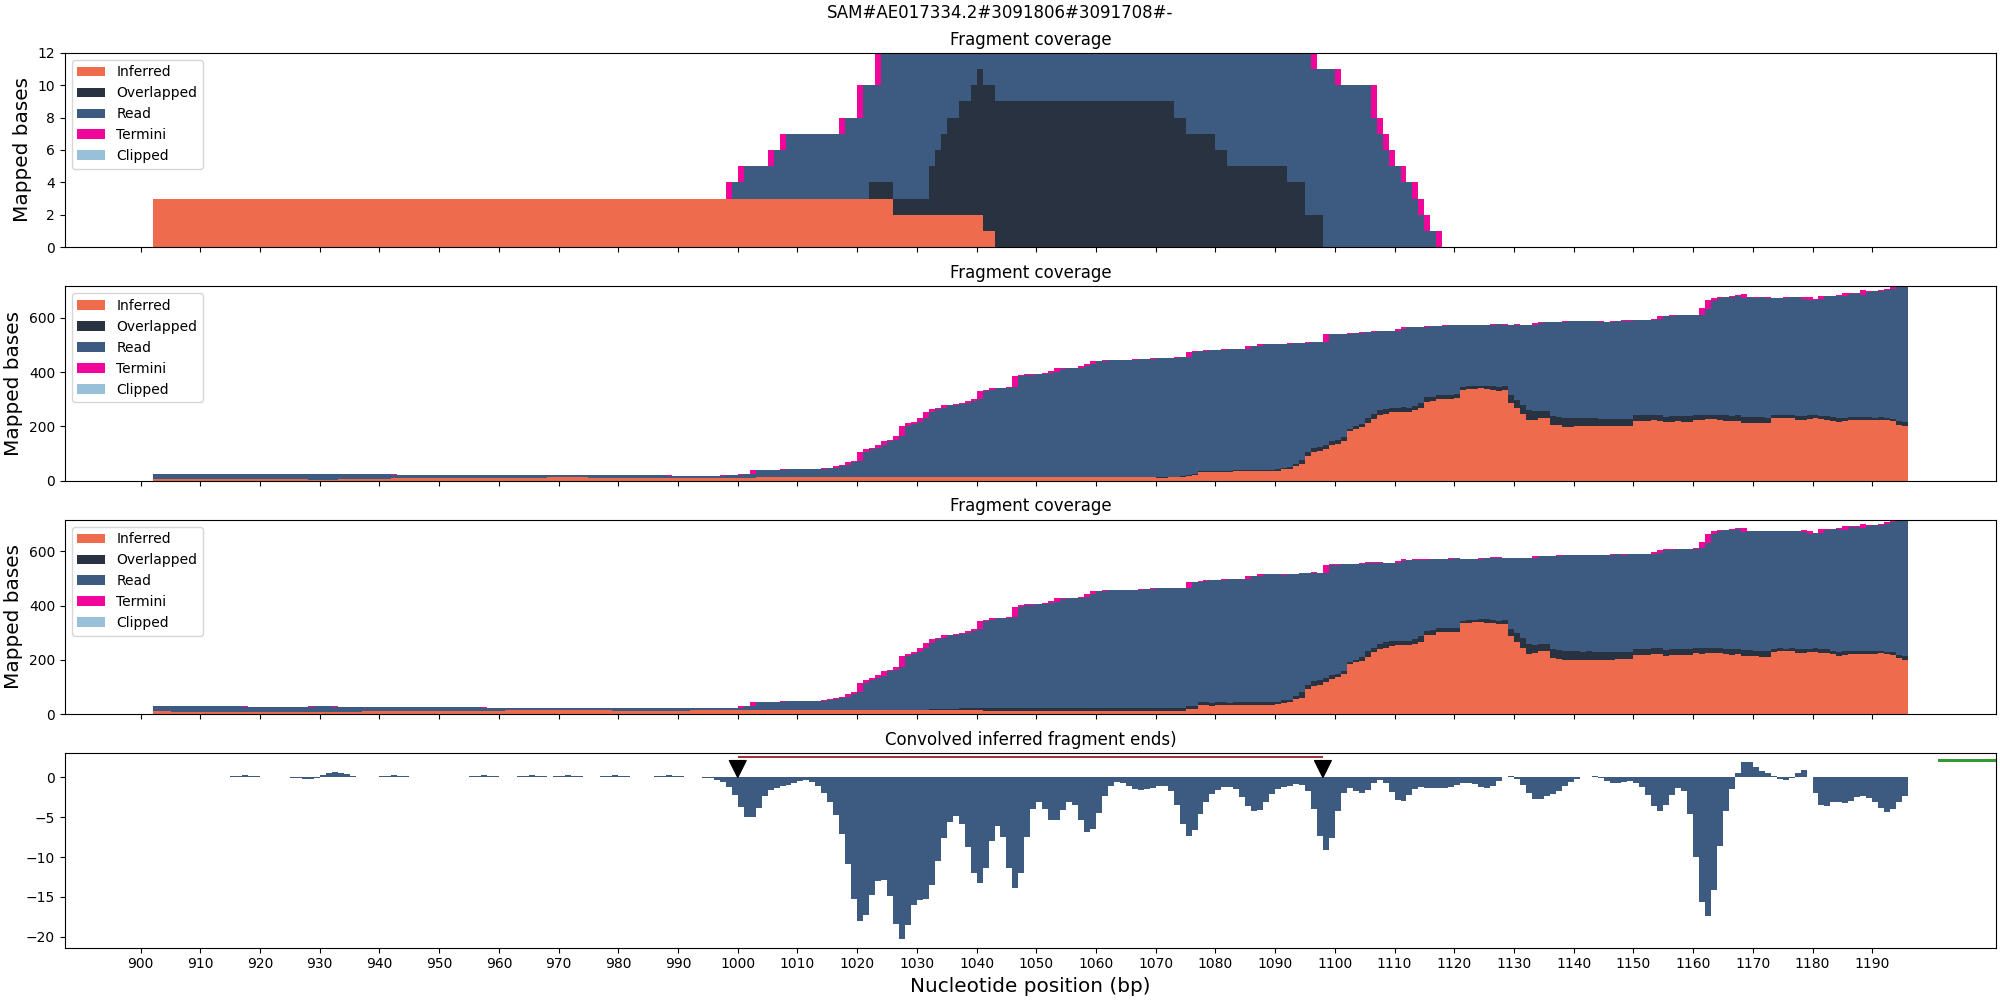 SAM#AE017334.2#3091806#3091708#-
Fragment coverage
Mapped bases
12
10
8
6
4
2
0
Inferred
Overlapped
Read
Termini
Clipped
Fragment coverage
Mapped bases
600
400
200
0
Inferred
Overlapped
Read
Termini
Clipped
Fragment coverage
Mapped bases
600
400
200
0
Inferred
Overlapped
Read
Termini
Clipped
Convolved inferred fragment ends)
0
−5
−10
−15
−20
900 910 920 930 940 950 960 970 980 990 1000 1010 1020 1030 1040 1050 1060 1070 1080 1090 1100 1110 1120 1130 1140 1150 1160 1170 1180 1190
Nucleotide position (bp)